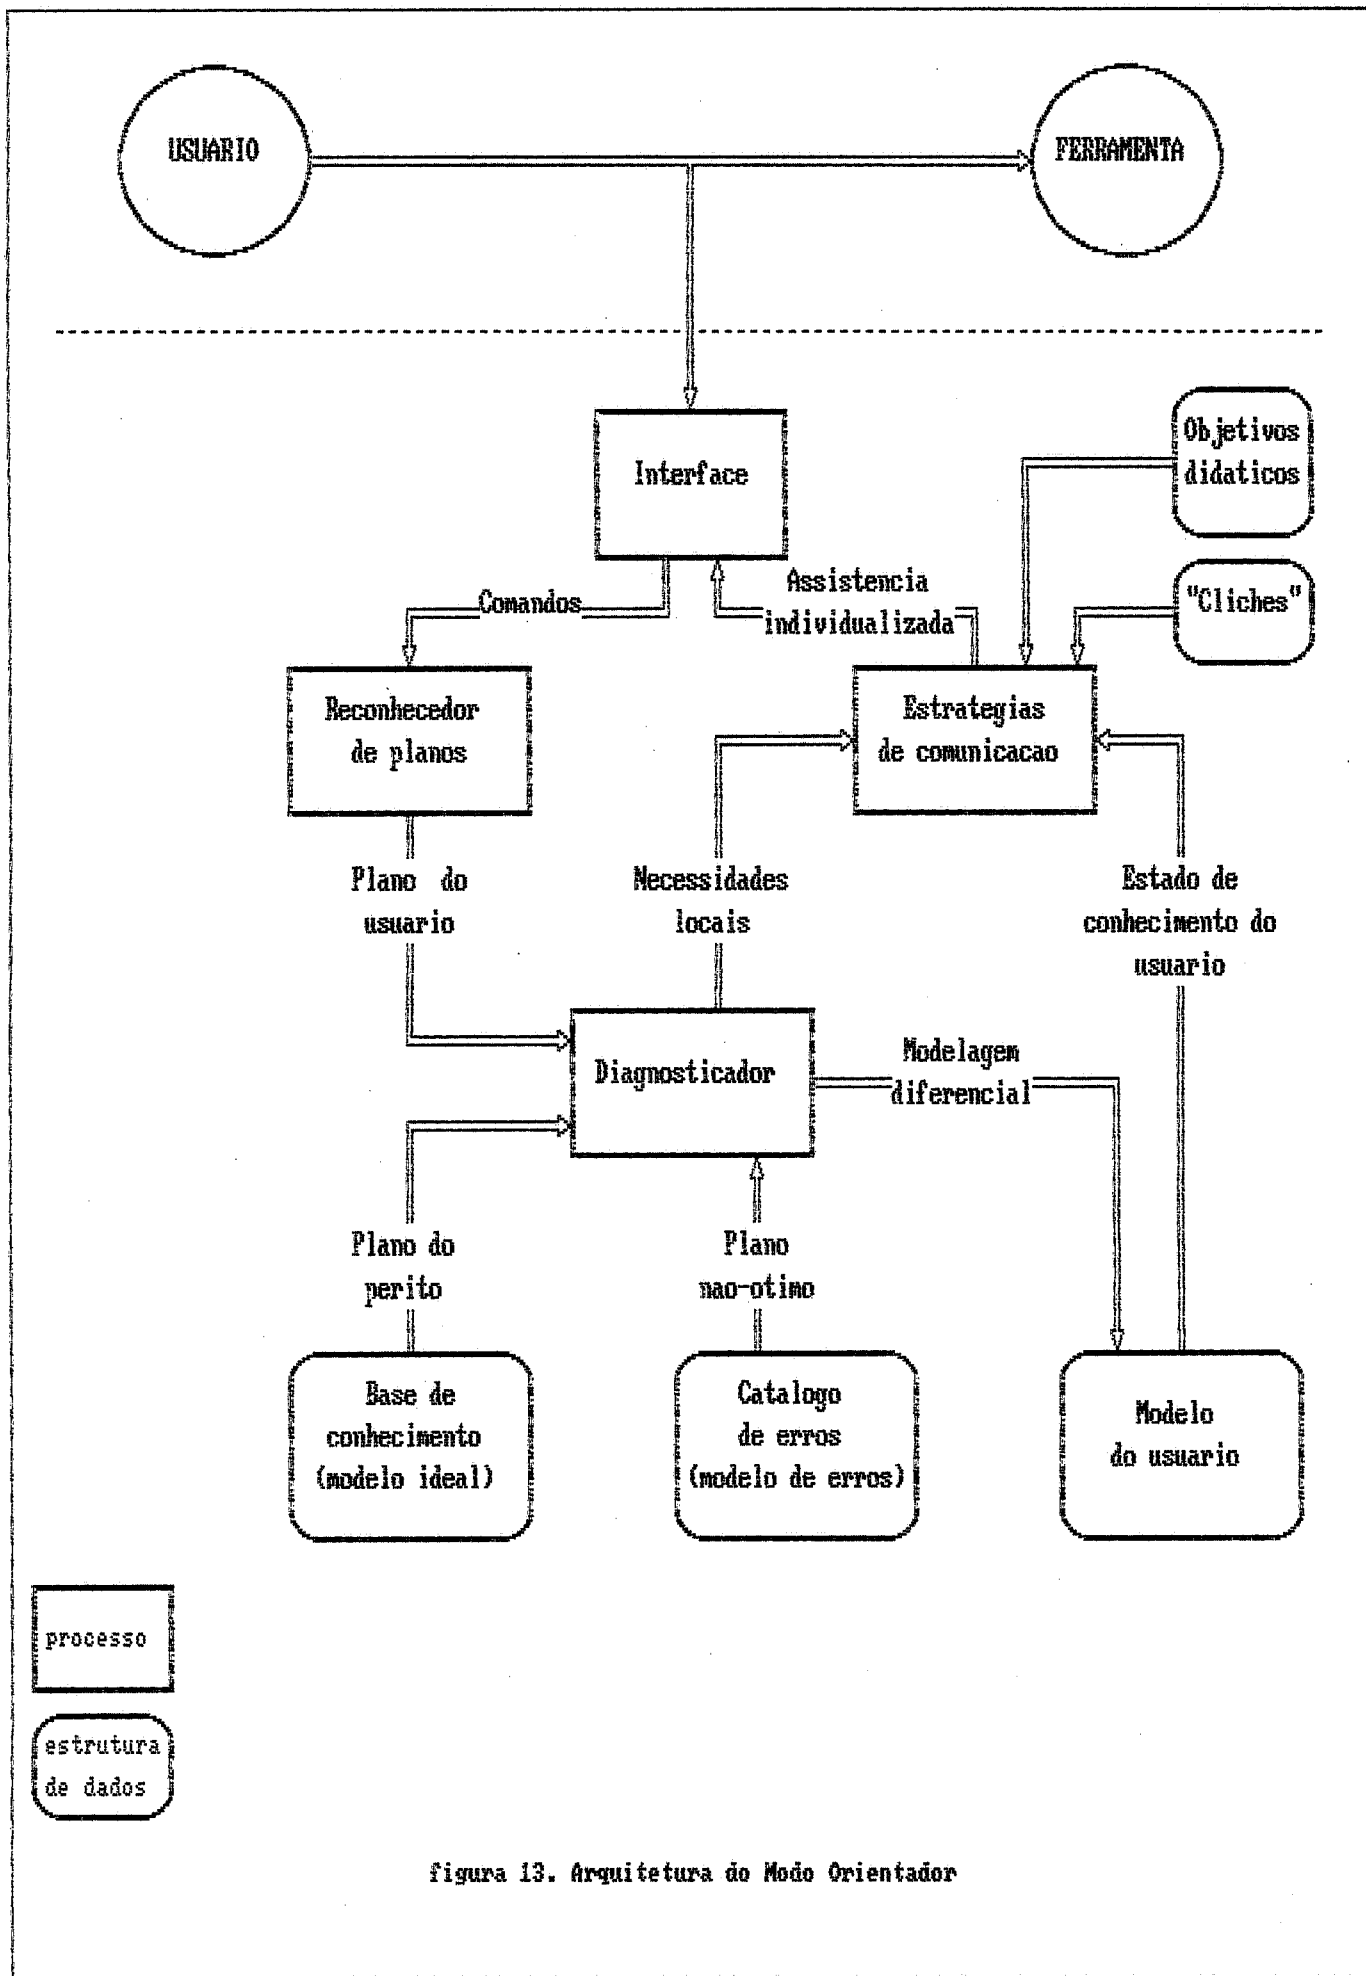 USUARIO
FERRAMENTA
Interface
Objetivos
didaticos
"Cliches"
Comandos
Assistencia
individualizada
Reconhecedor
de planos
Estrategias
de comunicacao
Plano do
usuario
Necessidades
locais
Estado de
conhecimento do
usuario
Diagnosticador
Modelagem
diferencial
Plano do
perito
Plano
nao-otimo
Base de
conhecimento
(modelo ideal)
Catalogo
de erros
(modelo de erros)
Modelo
do usuario
processo
estrutura
de dados
figura 13. Arquitetura do Modo Orientador